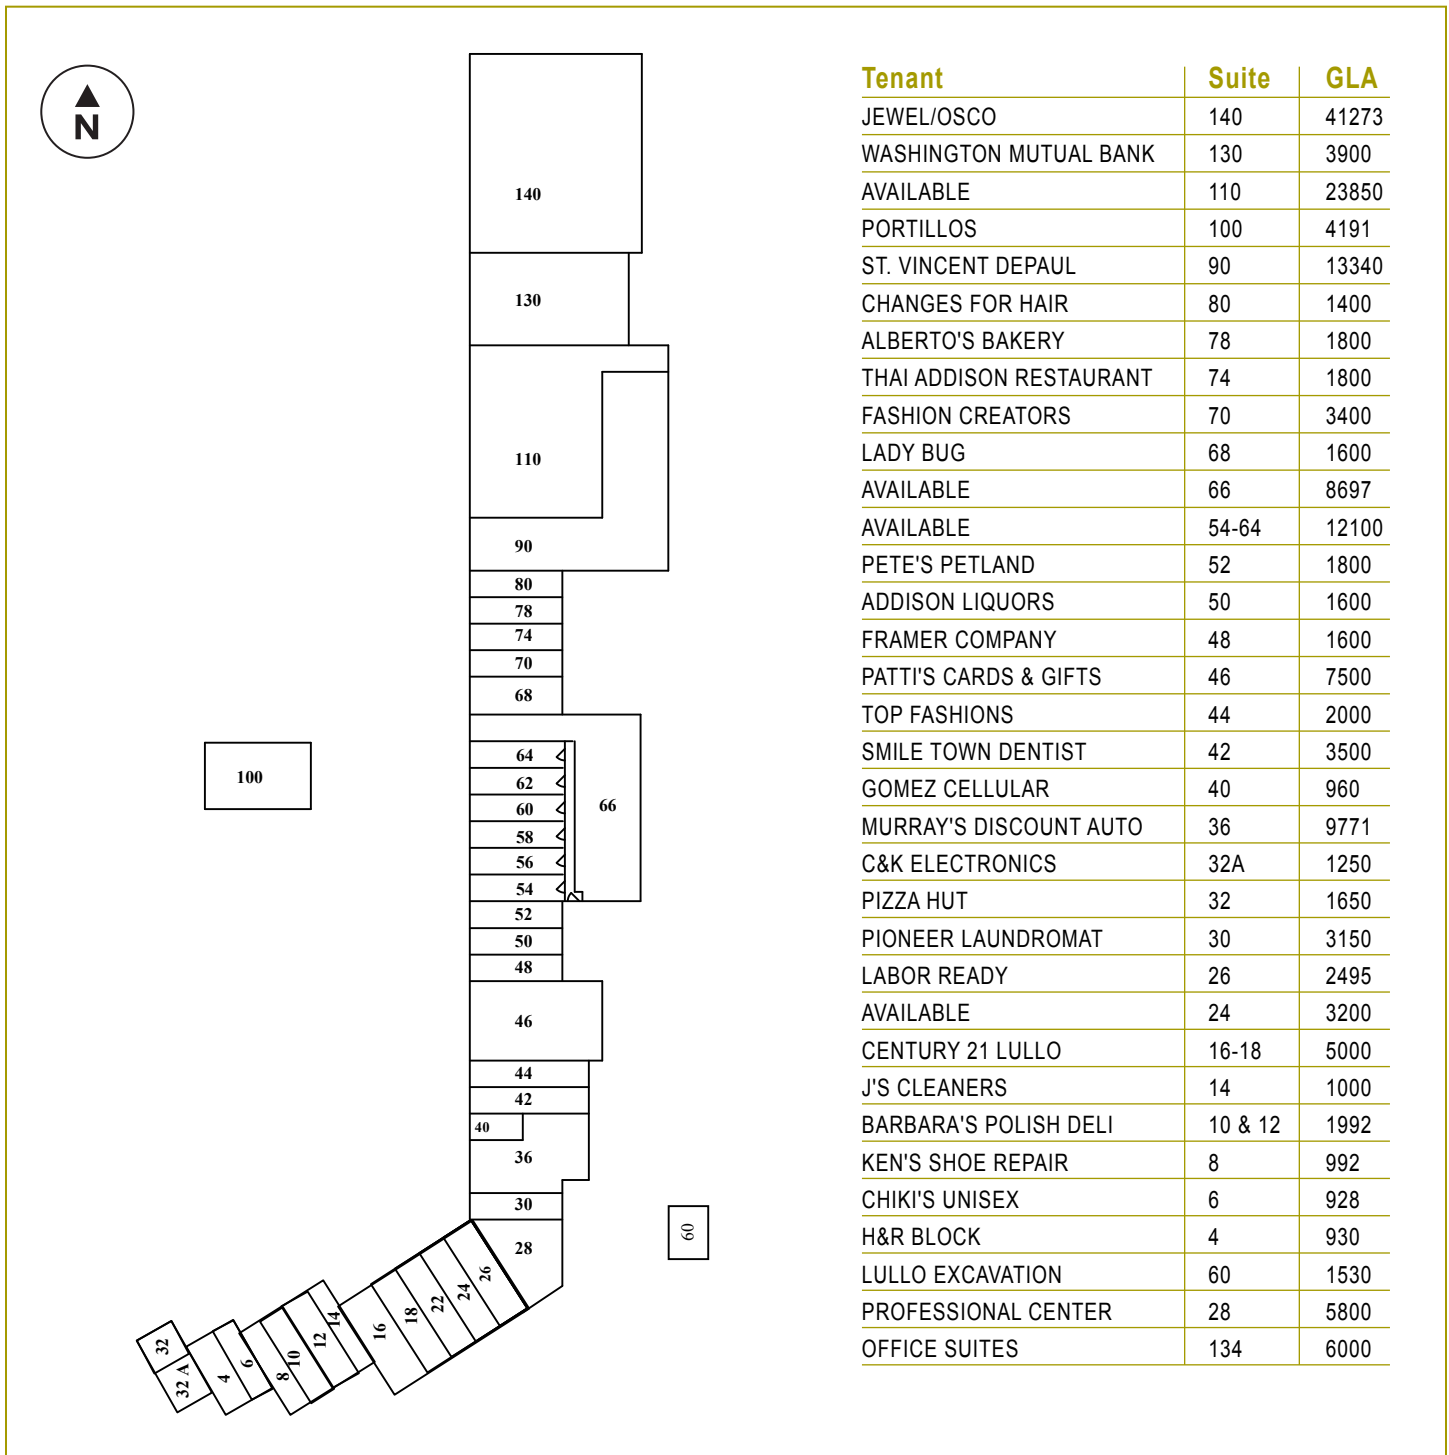 N
140
130
110
90
80
78
74
70
68
64
62
60
58
56
54
66
100
52
50
48
46
44
42
40
36
30
28
60
26
24
22
18
16
14
12
10
8
6
4
32
32 A
Tenant Suite GLA
JEWEL/OSCO 140 41273
WASHINGTON MUTUAL BANK 130 3900
AVAILABLE 110 23850
PORTILLOS 100 4191
ST. VINCENT DEPAUL 90 13340
CHANGES FOR HAIR 80 1400
ALBERTO'S BAKERY 78 1800
THAI ADDISON RESTAURANT 74 1800
FASHION CREATORS 70 3400
LADY BUG 68 1600
AVAILABLE 66 8697
AVAILABLE 54-64 12100
PETE'S PETLAND 52 1800
ADDISON LIQUORS 50 1600
FRAMER COMPANY 48 1600
PATTI'S CARDS & GIFTS 46 7500
TOP FASHIONS 44 2000
SMILE TOWN DENTIST 42 3500
GOMEZ CELLULAR 40 960
MURRAY'S DISCOUNT AUTO 36 9771
C&K ELECTRONICS 32A 1250
PIZZA HUT 32 1650
PIONEER LAUNDROMAT 30 3150
LABOR READY 26 2495
AVAILABLE 24 3200
CENTURY 21 LULLO 16-18 5000
J'S CLEANERS 14 1000
BARBARA'S POLISH DELI 10 & 12 1992
KEN'S SHOE REPAIR 8 992
CHIKI'S UNISEX 6 928
H&R BLOCK 4 930
LULLO EXCAVATION 60 1530
PROFESSIONAL CENTER 28 5800
OFFICE SUITES 134 6000